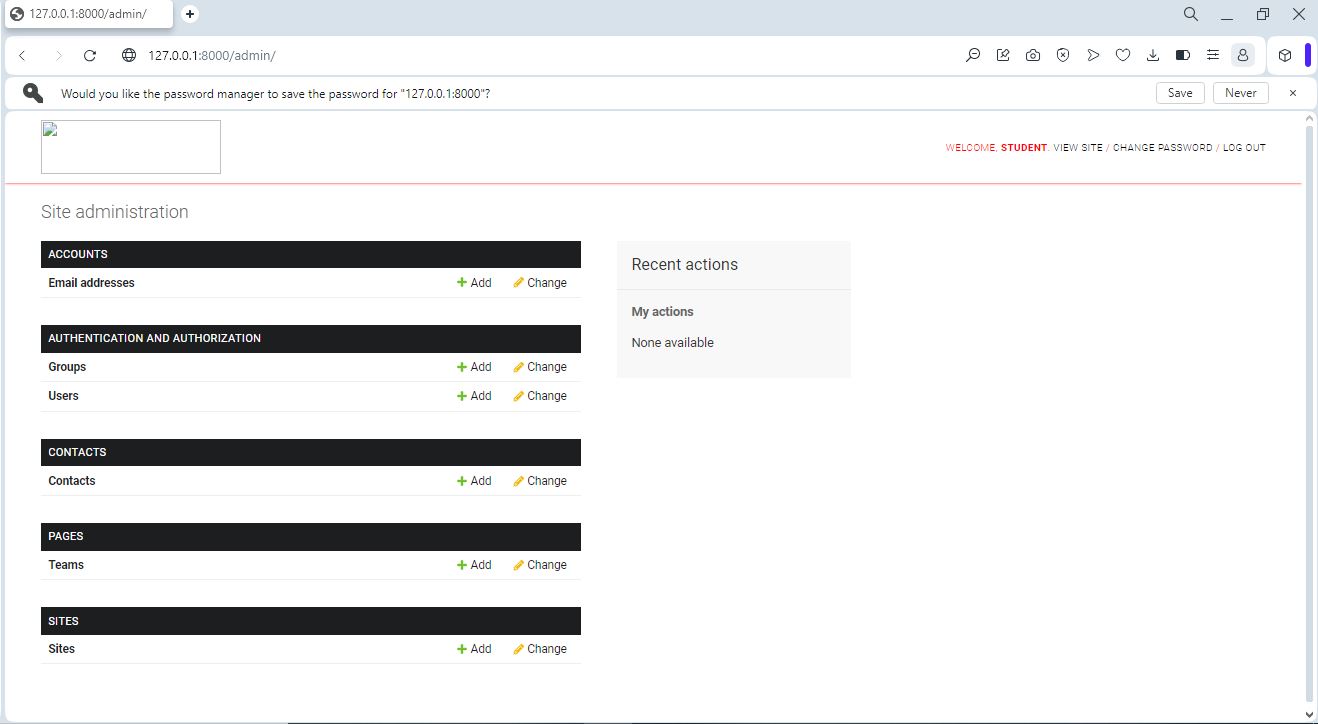 127.0.0.1:8000/admin/
127.0.0.1:8000/admin/
Would you like the password manager to save the password for "127.0.0.1:8000"?
Save
Never
WELCOME, STUDENT. VIEW SITE / CHANGE PASSWORD / LOG OUT
Site administration
ACCOUNTS
Email addresses Add Change
AUTHENTICATION AND AUTHORIZATION
Groups Add Change
Users Add Change
CONTACTS
Contacts Add Change
PAGES
Teams Add Change
SITES
Sites Add Change
Recent actions
My actions
None available